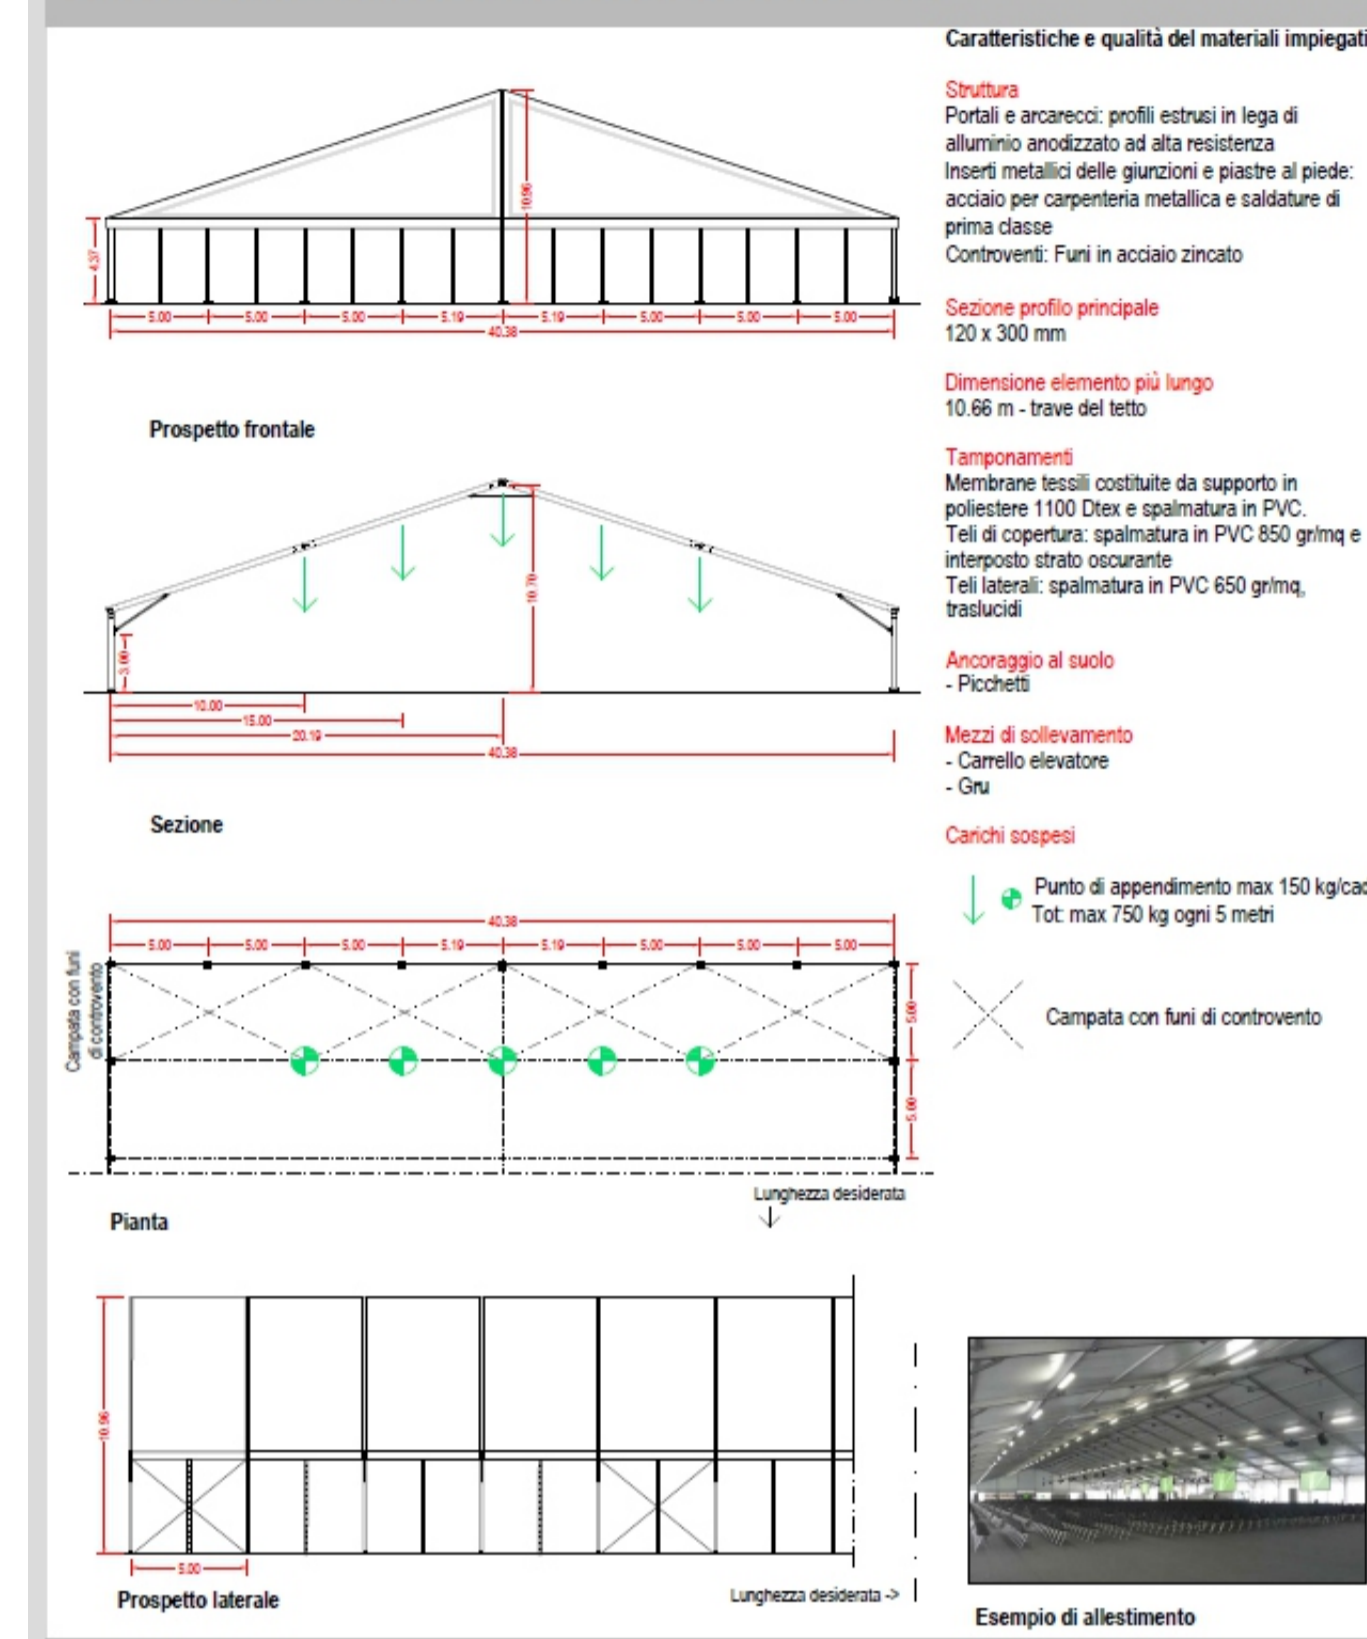 Caratteristiche e qualità del materiali impiegati
Struttura
Portali e arcarecci: profili estrusi in lega di
alluminio anodizzato ad alta resistenza
Inserti metallici delle giunzioni e piastre al piede:
acciaio per carpenteria metallica e saldature di
prima classe
Controventi: Funi in acciaio zincato
Sezione profilo principale
120 x 300 mm
Dimensione elemento più lungo
10.66 m - trave del tetto
Tamponamenti
Membrane tessili costituite da supporto in
poliestere 1100 Dtex e spalmatura in PVC.
Teli di copertura: spalmatura in PVC 850 gr/mq e
interposto strato oscurante
Teli laterali: spalmatura in PVC 650 gr/mq,
traslucidi
Ancoraggio al suolo
- Picchetti
Mezzi di sollevamento
- Carrello elevatore
- Gru
Carichi sospesi
Punto di appendimento max 150 kg/cad
Tot: max 750 kg ogni 5 metri
Campata con funi di controvento
10.96
4.37
5.00 5.00 5.00 5.19 5.19 5.00 5.00 5.00
40.38
Prospetto frontale
10.70
3.00
10.00
15.00
20.19
40.38
Sezione
40.38
5.00 5.00 5.00 5.19 5.19 5.00 5.00 5.00
Campata con funi
di controvento
5.00
5.00
Lunghezza desiderata
Pianta
10.96
5.00
Prospetto laterale
Lunghezza desiderata ->
Esempio di allestimento